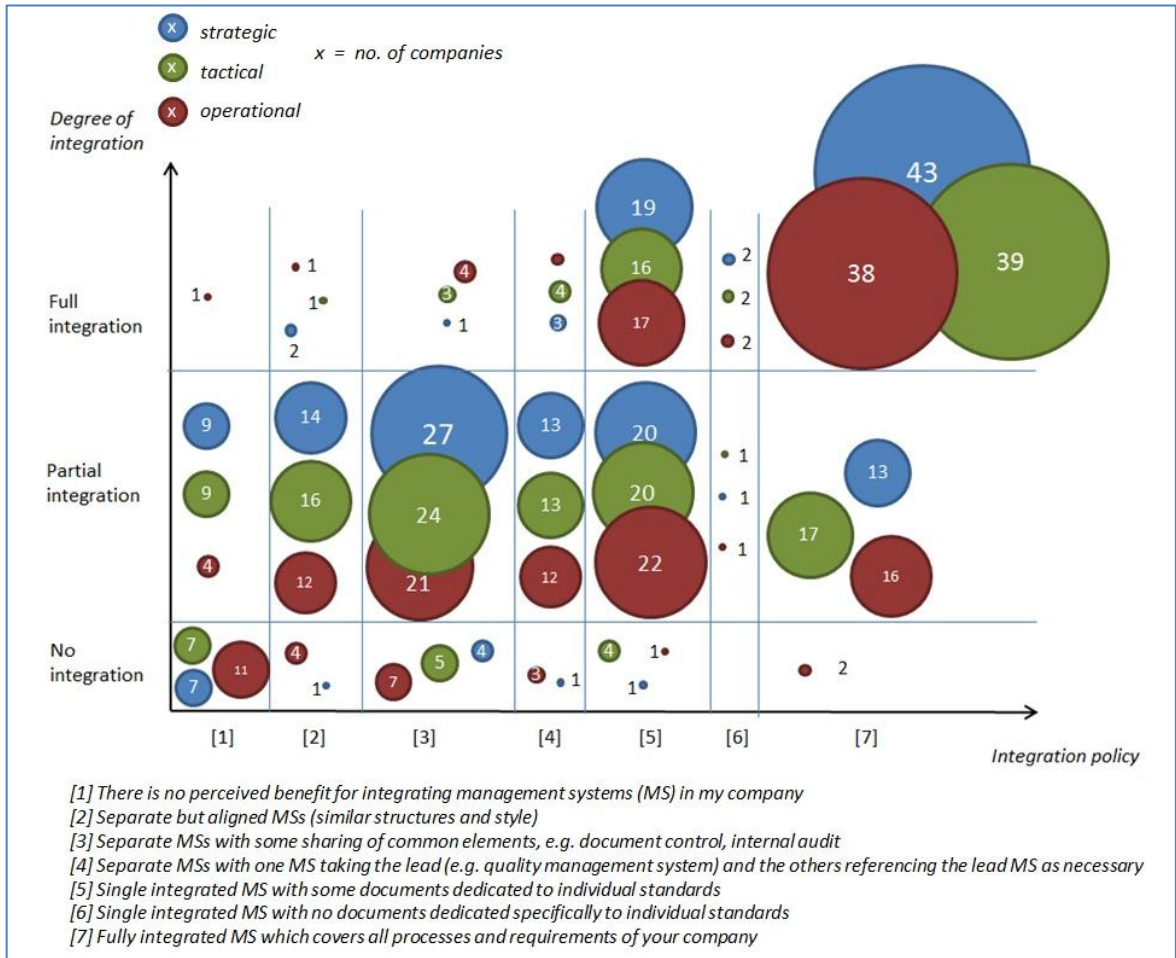 x strategic
x = no. of companies
x tactical
x operational
Degree of
integration
43
19
39
16
38
1
4
2
1
3
4
2
1
Full
integration
1
3
17
2
2
27
14
13
20
9
13
1
Partial
integration
9
16
24
13
20
1
17
4
12
21
12
22
1
16
No
integration
7
11
4
5
4
4
1
7
1
7
3
1
1
2
[1] [2] [3] [4] [5] [6] [7]
Integration policy
[1] There is no perceived benefit for integrating management systems (MS) in my company
[2] Separate but aligned MSs (similar structures and style)
[3] Separate MSs with some sharing of common elements, e.g. document control, internal audit
[4] Separate MSs with one MS taking the lead (e.g. quality management system) and the others referencing the lead MS as necessary
[5] Single integrated MS with some documents dedicated to individual standards
[6] Single integrated MS with no documents dedicated specifically to individual standards
[7] Fully integrated MS which covers all processes and requirements of your company